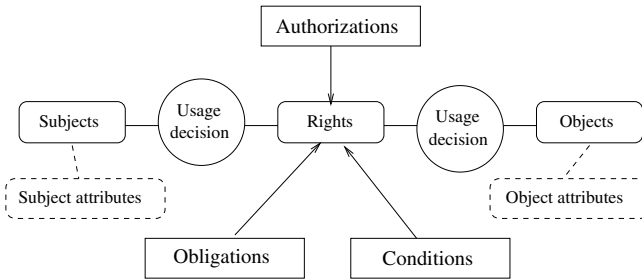 Authorizations
Subjects
Usage
decision
Rights
Usage
decision
Objects
Subject attributes
Object attributes
Obligations
Conditions